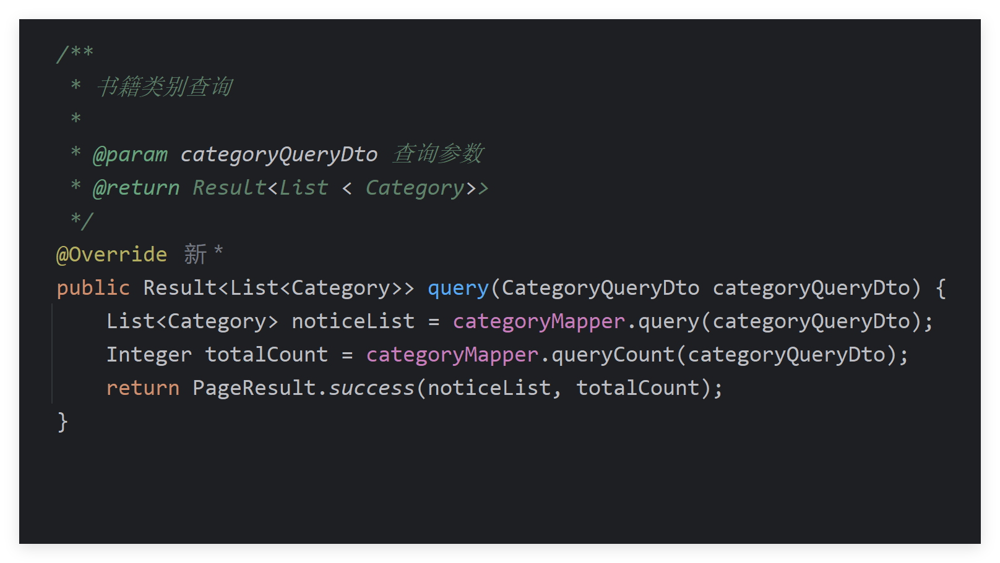 /**
 * 书籍类别查询
 *
 * @param categoryQueryDto 查询参数
 * @return Result<List < Category>>
 */
@Override 新 *
public Result<List<Category>> query(CategoryQueryDto categoryQueryDto) {
    List<Category> noticeList = categoryMapper.query(categoryQueryDto);
    Integer totalCount = categoryMapper.queryCount(categoryQueryDto);
    return PageResult.success(noticeList, totalCount);
}